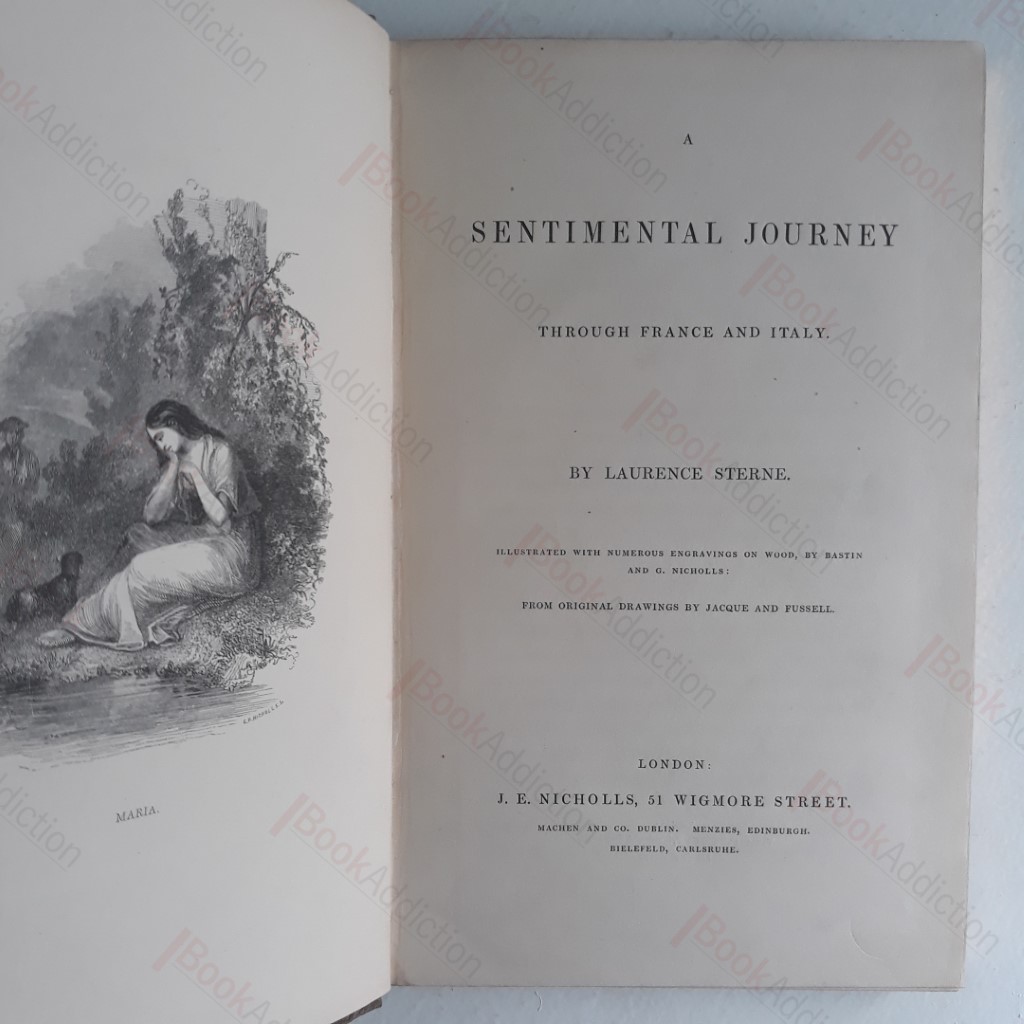 MARIA.
A
SENTIMENTAL JOURNEY
THROUGH FRANCE AND ITALY.
BY LAURENCE STERNE.
ILLUSTRATED WITH NUMEROUS ENGRAVINGS ON WOOD, BY BASTIN
AND G. NICHOLLS:
FROM ORIGINAL DRAWINGS BY JACQUE AND FUSSELL.
LONDON:
J. E. NICHOLLS, 51 WIGMORE STREET.
MACHEN AND CO. DUBLIN. MENZIES, EDINBURGH.
BIELEFELD, CARLSRUHE.
BookAddiction